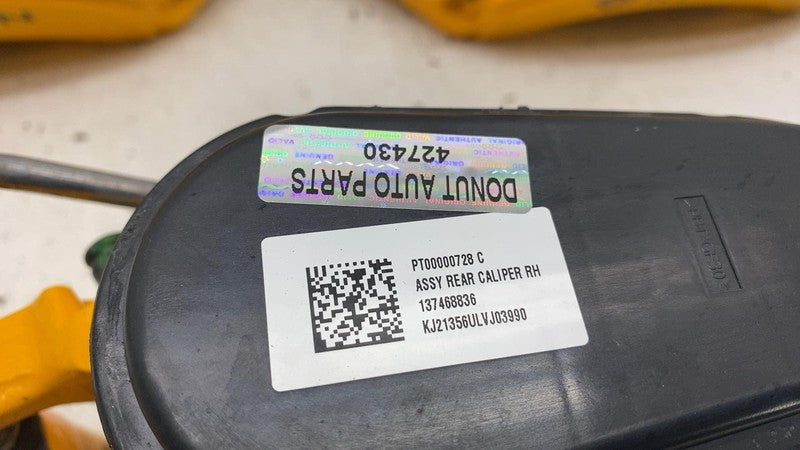 DONUT AUTO PARTS
427430
PT00000728 C
ASSY REAR CALIPER RH
137468836
KJ21356ULVJ03990